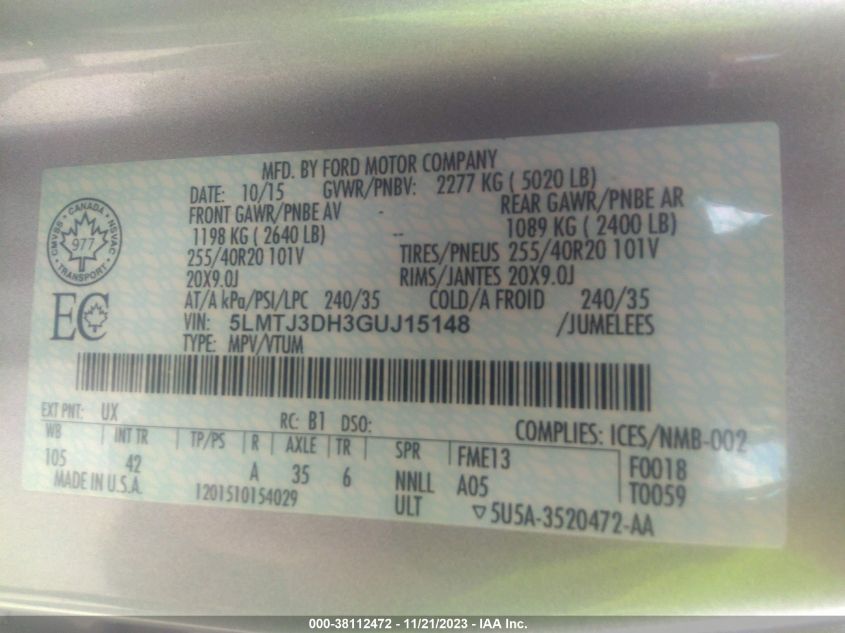 MFD. BY FORD MOTOR COMPANY
DATE: 10/15 GVWR/PNBV: 2277 KG ( 5020 LB)
FRONT GAWR/PNBE AV REAR GAWR/PNBE AR
1198 KG ( 2640 LB) 1089 KG ( 2400 LB)
255/40R20 101V TIRES/PNEUS 255/40R20 101V
20X9.0J RIMS/JANTES 20X9.0J
AT/A kPa/PSI/LPC 240/35 COLD/A FROID 240/35
VIN: 5LMTJ3DH3GUJ15148 /JUMELEES
TYPE: MPV/VTUM
CANADA
CMVSS NSVAC
977
TRANSPORT
EC
EXT PNT: UX RC: B1 DSO: COMPLIES: ICES/NMB-002
WB INT TR TP/PS R AXLE TR SPR FME13 F0018
105 42 A 35 6 NNLL A05 T0059
MADE IN U.S.A. 1201510154029 ULT ▽5U5A-3520472-AA
000-38112472 - 11/21/2023 - IAA Inc.